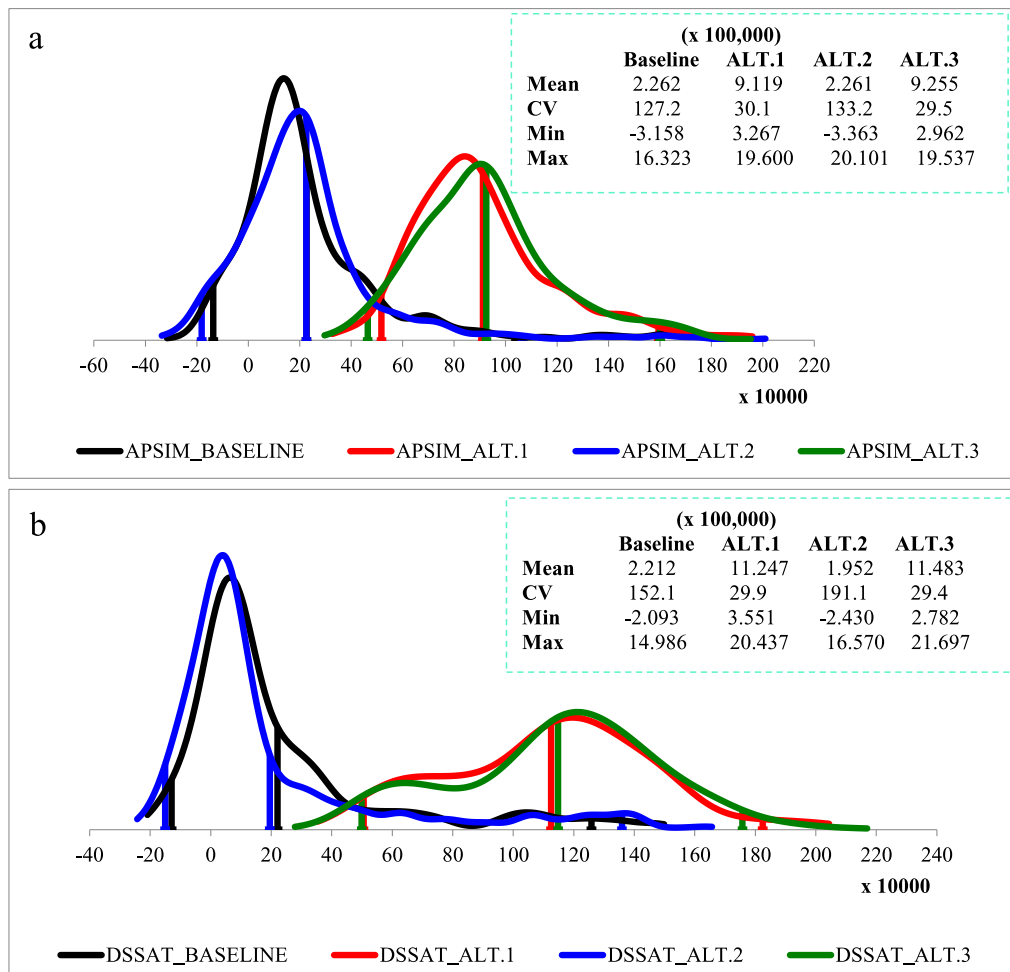 a
(x 100,000)
Baseline ALT.1 ALT.2 ALT.3
Mean 2.262 9.119 2.261 9.255
CV 127.2 30.1 133.2 29.5
Min -3.158 3.267 -3.363 2.962
Max 16.323 19.600 20.101 19.537
-60 -40 -20 0 20 40 60 80 100 120 140 160 180 200 220
x 10000
APSIM_BASELINE APSIM_ALT.1 APSIM_ALT.2 APSIM_ALT.3
b
(x 100,000)
Baseline ALT.1 ALT.2 ALT.3
Mean 2.212 11.247 1.952 11.483
CV 152.1 29.9 191.1 29.4
Min -2.093 3.551 -2.430 2.782
Max 14.986 20.437 16.570 21.697
-40 -20 0 20 40 60 80 100 120 140 160 180 200 220 240
x 10000
DSSAT_BASELINE DSSAT_ALT.1 DSSAT_ALT.2 DSSAT_ALT.3